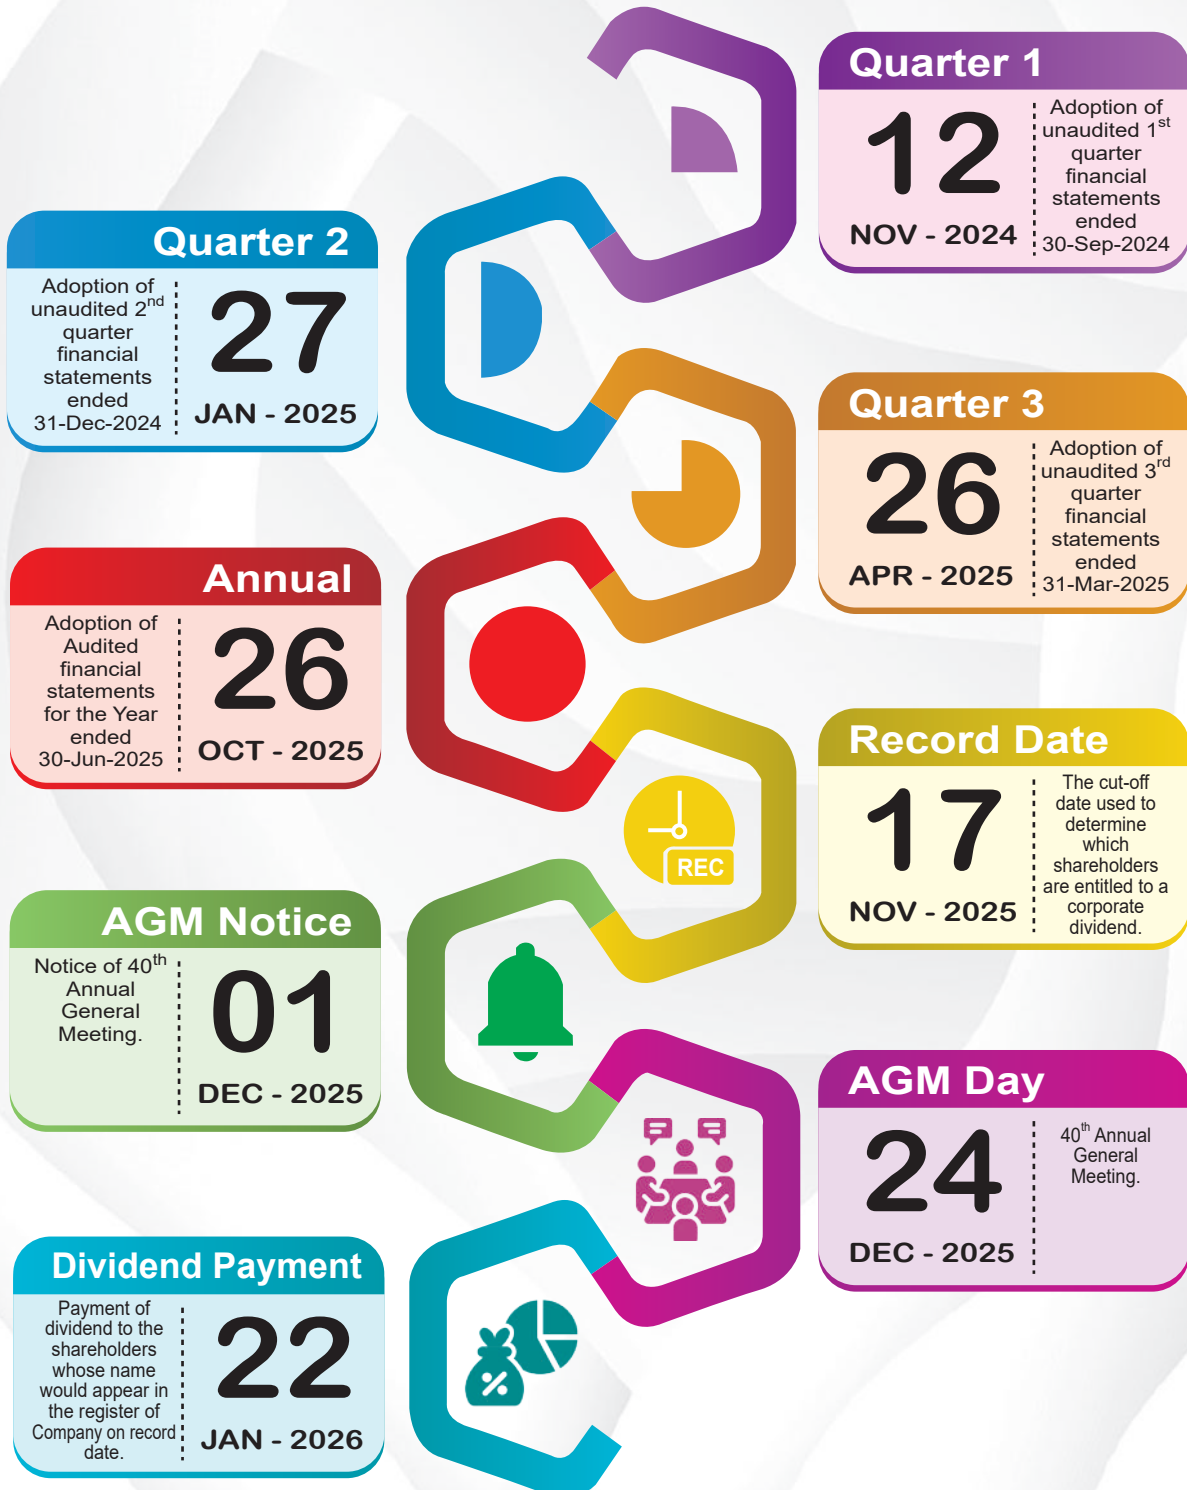 Quarter 1
12
NOV - 2024
Adoption of
unaudited 1st
quarter
financial
statements
ended
30-Sep-2024
Quarter 2
Adoption of
unaudited 2nd
quarter
financial
statements
ended
31-Dec-2024
27
JAN - 2025
Quarter 3
26
APR - 2025
Adoption of
unaudited 3rd
quarter
financial
statements
ended
31-Mar-2025
Annual
Adoption of
Audited
financial
statements
for the Year
ended
30-Jun-2025
26
OCT - 2025
Record Date
17
NOV - 2025
The cut-off
date used to
determine
which
shareholders
are entitled to a
corporate
dividend.
REC
AGM Notice
Notice of 40th
Annual
General
Meeting.
01
DEC - 2025
AGM Day
24
DEC - 2025
40th Annual
General
Meeting.
Dividend Payment
Payment of
dividend to the
shareholders
whose name
would appear in
the register of
Company on record
date.
22
JAN - 2026
%